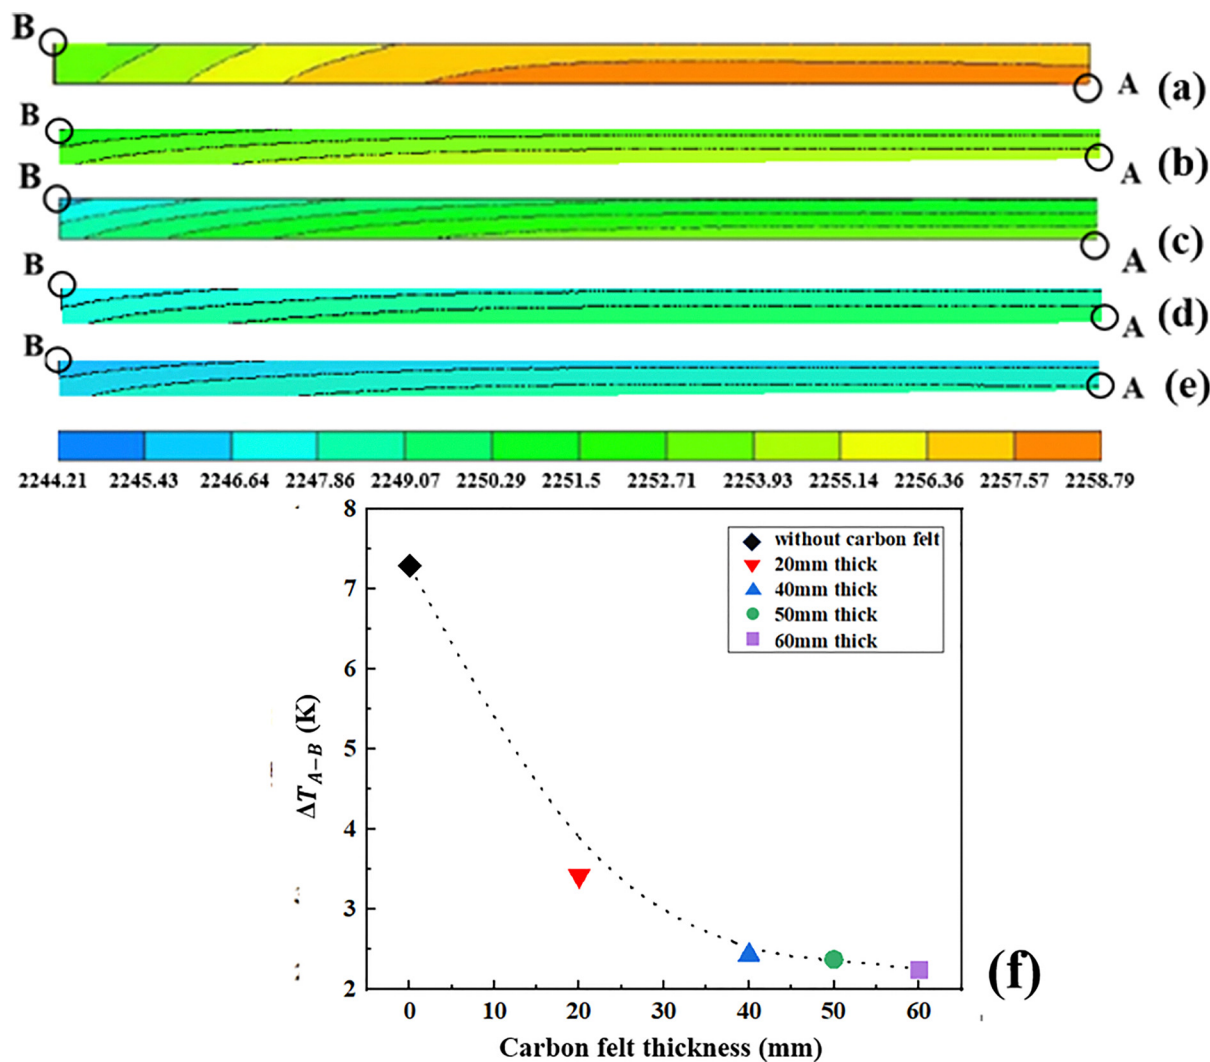 B
A (a)
B
A (b)
B
A (c)
B
A (d)
B
A (e)
2244.21 2245.43 2246.64 2247.86 2249.07 2250.29 2251.5 2252.71 2253.93 2255.14 2256.36 2257.57 2258.79
8
7
6
5
4
3
2
ΔT A−B (K)
without carbon felt
20mm thick
40mm thick
50mm thick
60mm thick
(f)
0 10 20 30 40 50 60
Carbon felt thickness (mm)